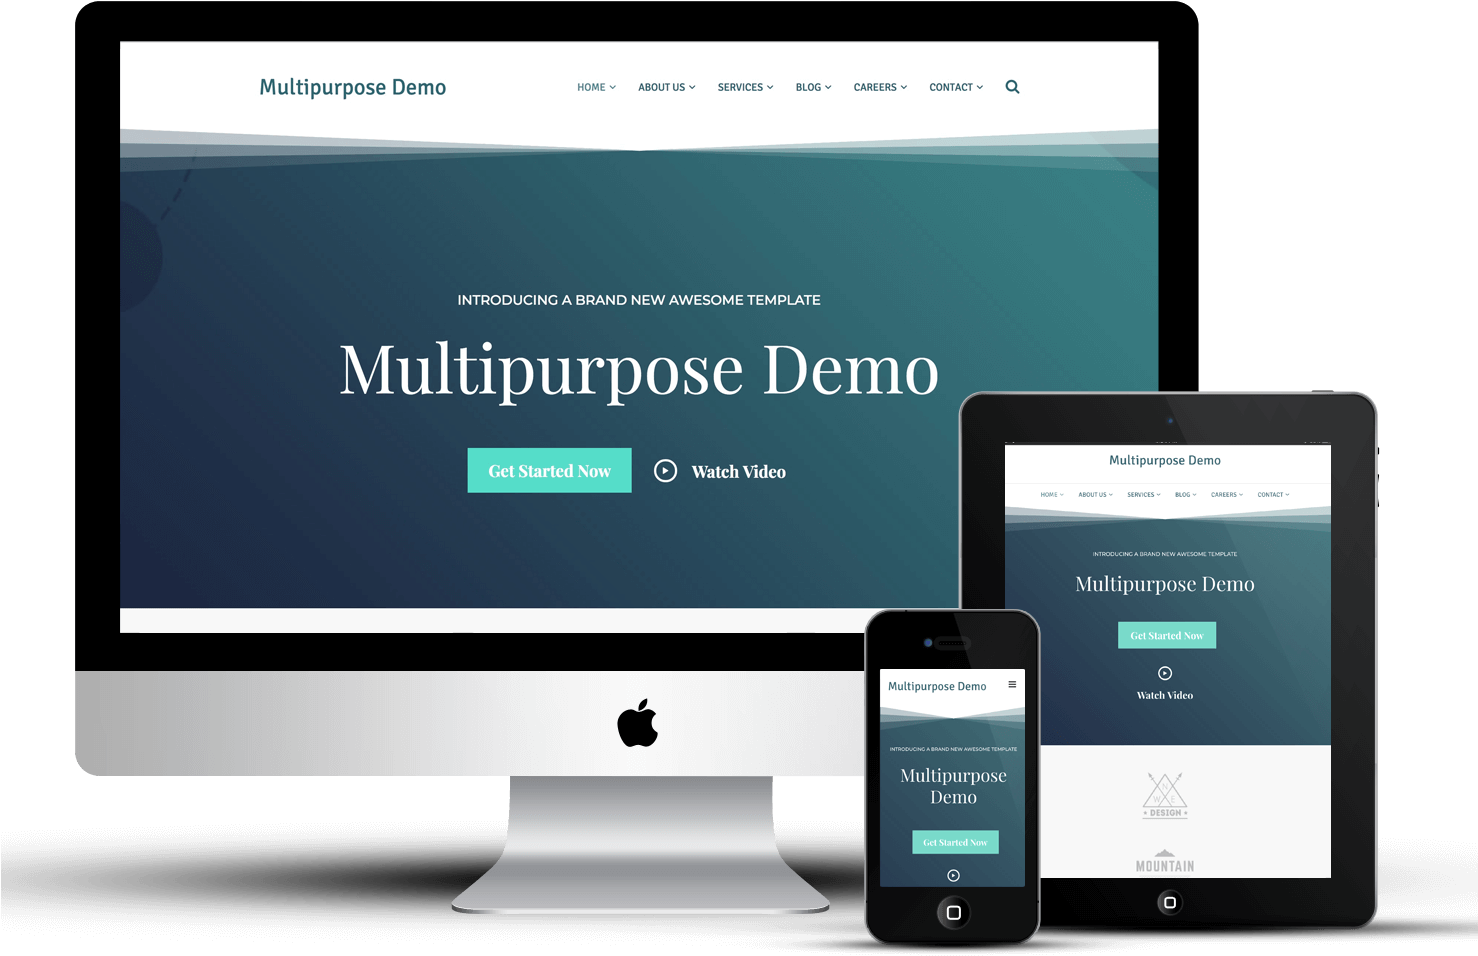 Multipurpose Demo
HOME ABOUT US SERVICES BLOG CAREERS CONTACT
INTRODUCING A BRAND NEW AWESOME TEMPLATE
Multipurpose Demo
Get Started Now Watch Video
Multipurpose Demo
HOME ABOUT US SERVICES BLOG CAREERS CONTACT
INTRODUCING A BRAND NEW AWESOME TEMPLATE
Multipurpose Demo
Get Started Now
Watch Video
N
W E
• DESIGN •
MOUNTAIN
Multipurpose Demo
INTRODUCING A BRAND NEW AWESOME TEMPLATE
Multipurpose
Demo
Get Started Now